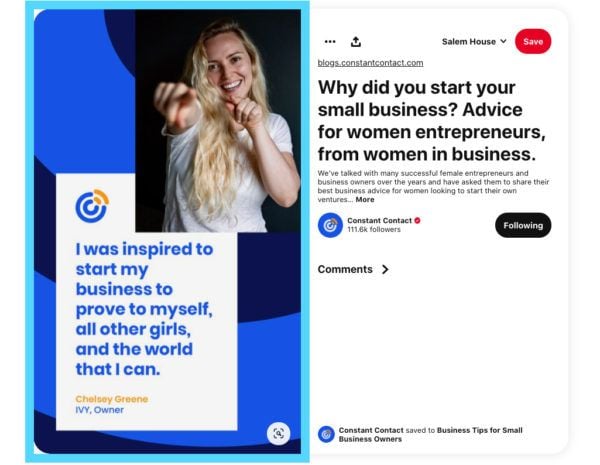 I was inspired to
start my
business to
prove to myself,
all other girls,
and the world
that I can.
Chelsey Greene
IVY, Owner
Salem House
Save
blogs.constantcontact.com
Why did you start your
small business? Advice
for women entrepreneurs,
from women in business.
We've talked with many successful female entrepreneurs and
business owners over the years and have asked them to share their
best business advice for women looking to start their own
ventures... More
Constant Contact
111.6k followers
Following
Comments
Constant Contact saved to Business Tips for Small
Business Owners